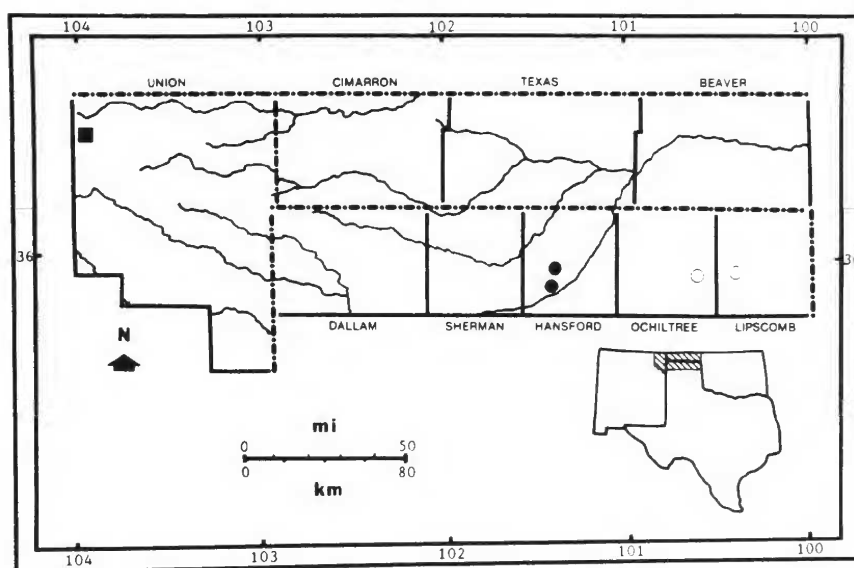 104 103 102 101 100
UNION CIMARRON TEXAS BEAVER
36
DALLAM SHERMAN HANSFORD OCHILTREE LIPSCOMB
N
mi
0 50
0 80
km
104 103 102 101 100